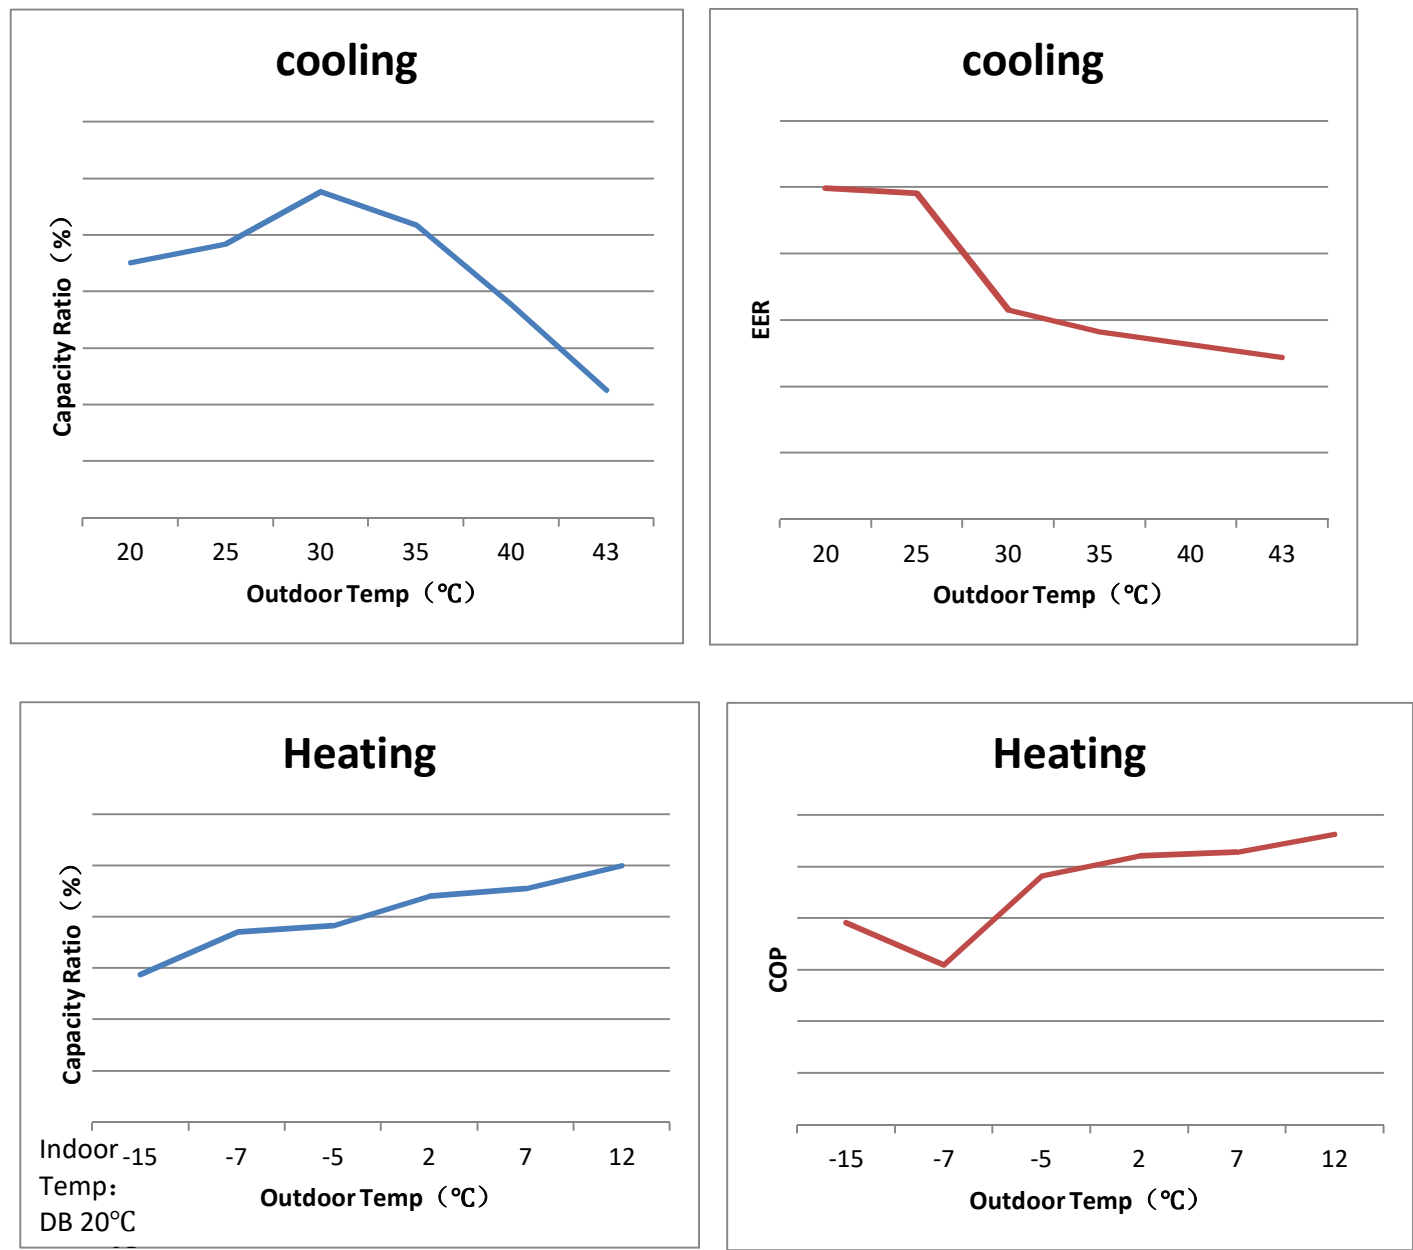 cooling
Capacity Ratio（%）
20 25 30 35 40 43
Outdoor Temp（℃）
cooling
EER
20 25 30 35 40 43
Outdoor Temp（℃）
Heating
Capacity Ratio（%）
-15 -7 -5 2 7 12
Outdoor Temp（℃）
Indoor
Temp：
DB 20℃
Heating
COP
-15 -7 -5 2 7 12
Outdoor Temp（℃）